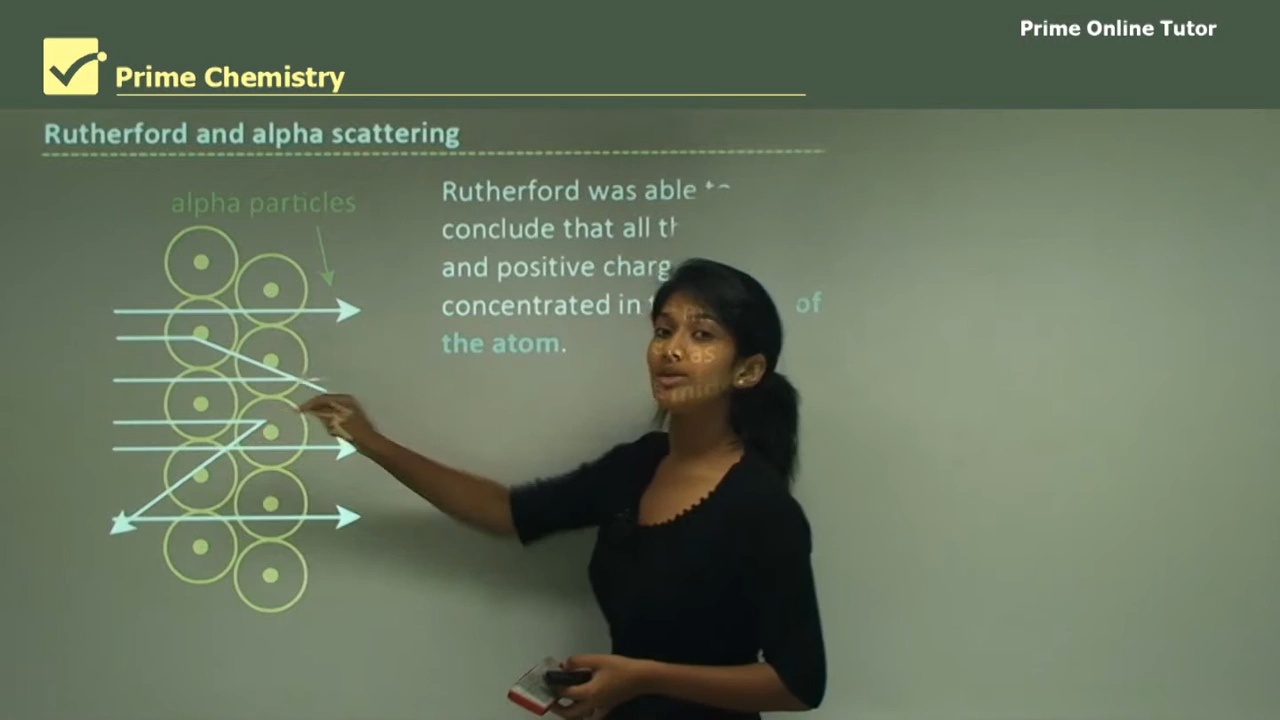 Prime Online Tutor
Prime Chemistry
Rutherford and alpha scattering
alpha particles
Rutherford was able
conclude that all
and positive
concentrated in of
the atom.
as